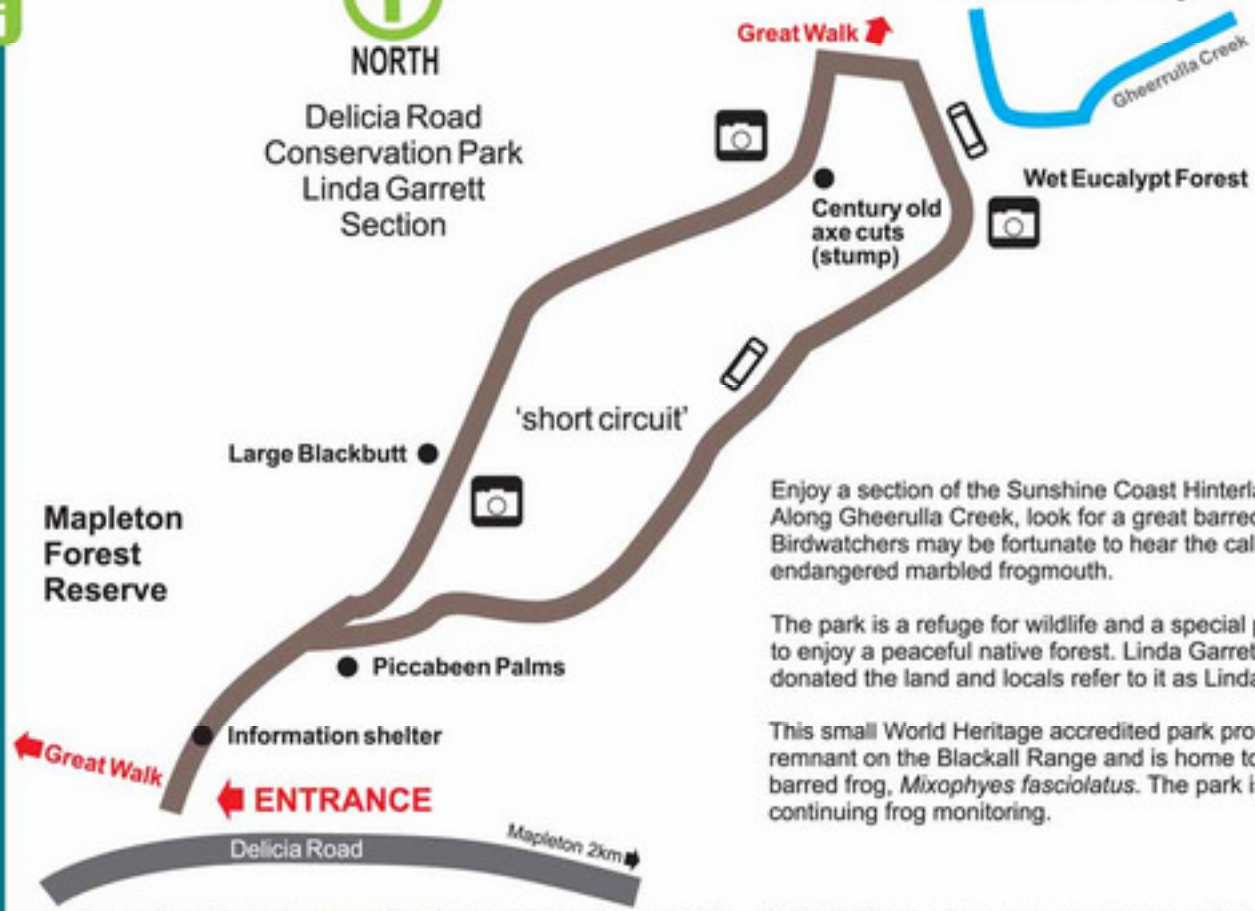 NORTH
Delicia Road
Conservation Park
Linda Garrett
Section
Great Walk
Gheerrulla Creek
Wet Eucalypt Forest
Century old
axe cuts
(stump)
'short circuit'
Large Blackbutt
Mapleton
Forest
Reserve
Piccabeen Palms
Information shelter
Great Walk
ENTRANCE
Delicia Road
Mapleton 2km
Enjoy a section of the Sunshine Coast
Along Gheerulla Creek, look for a great barred
Birdwatchers may be fortunate to hear the
endangered marbled frogmouth.
The park is a refuge for wildlife and a special
to enjoy a peaceful native forest. Linda
donated the land and locals refer to it as
This small World Heritage accredited park
remnant on the Blackall Range and is home to
barred frog, Mixophyes fasciolatus. The park
continuing frog monitoring.